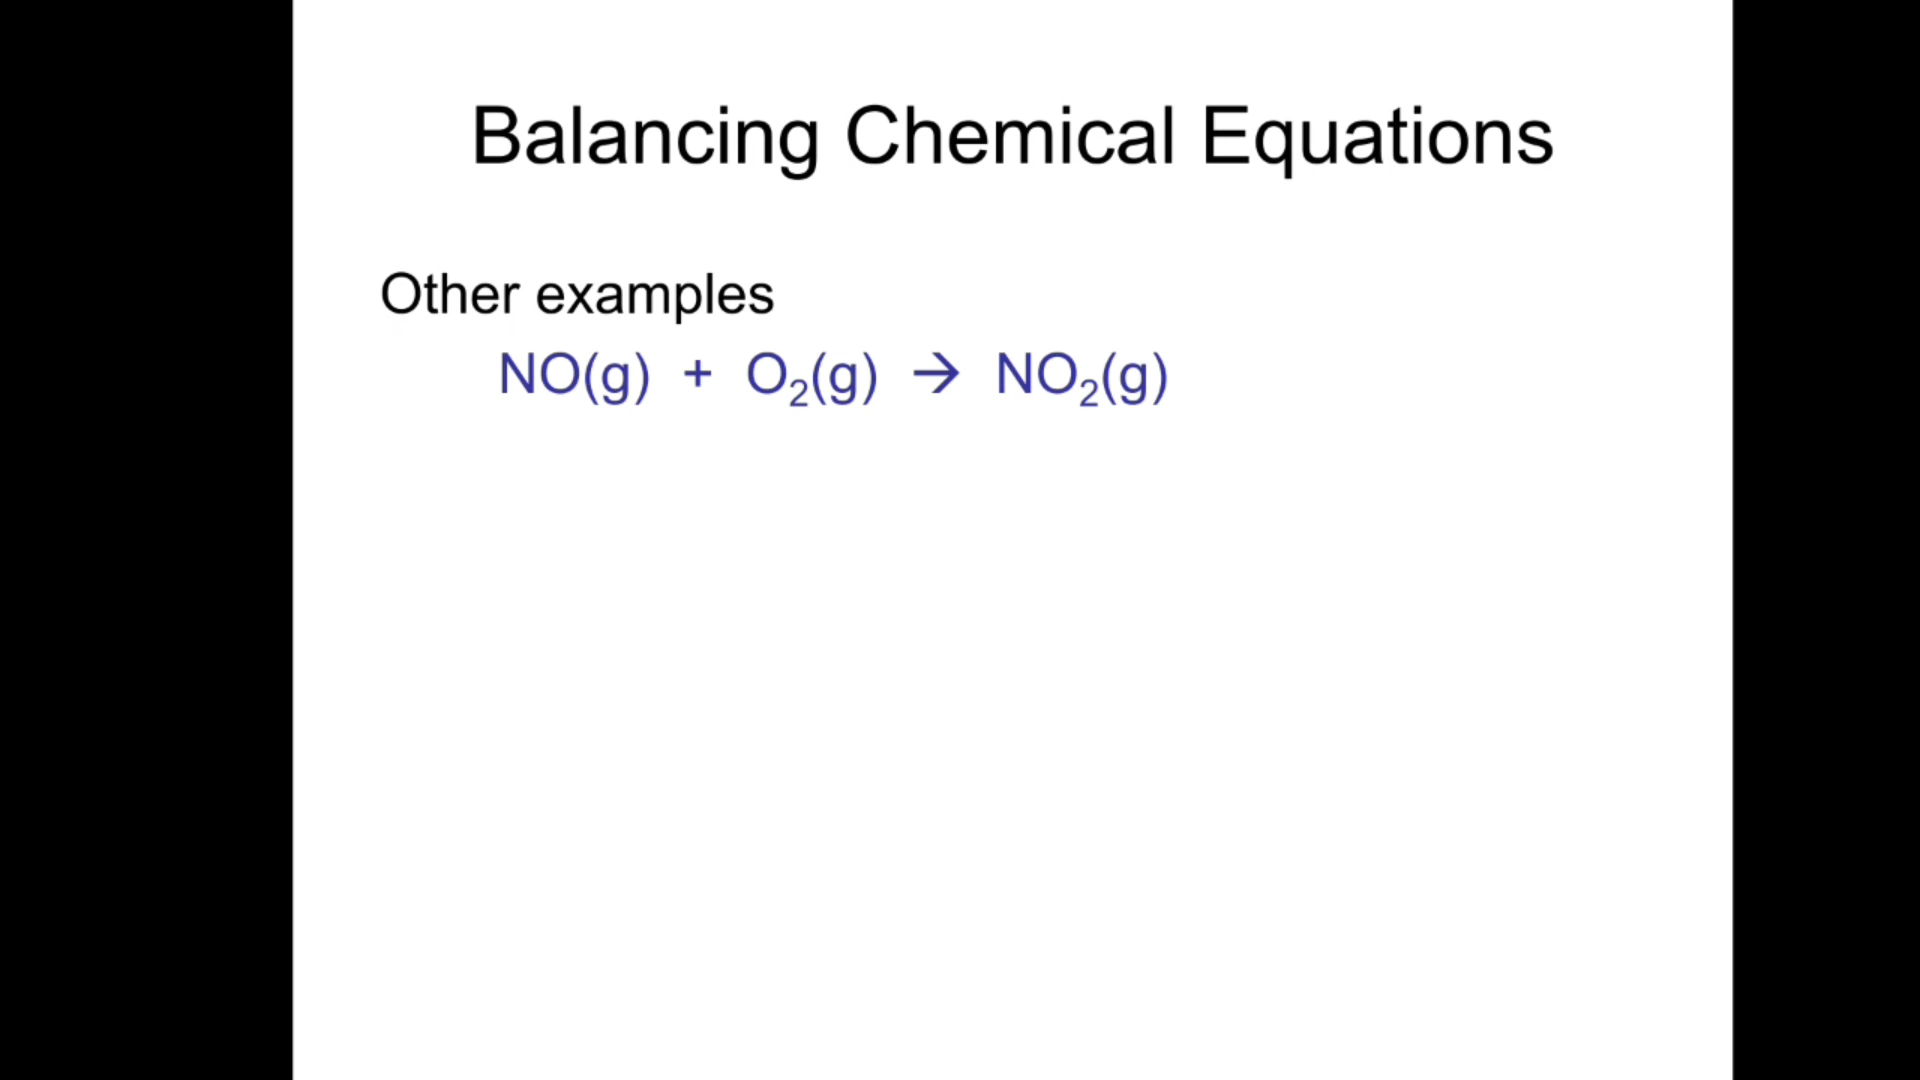 Balancing Chemical Equations
Other examples
NO(g) + O₂(g) → NO₂(g)